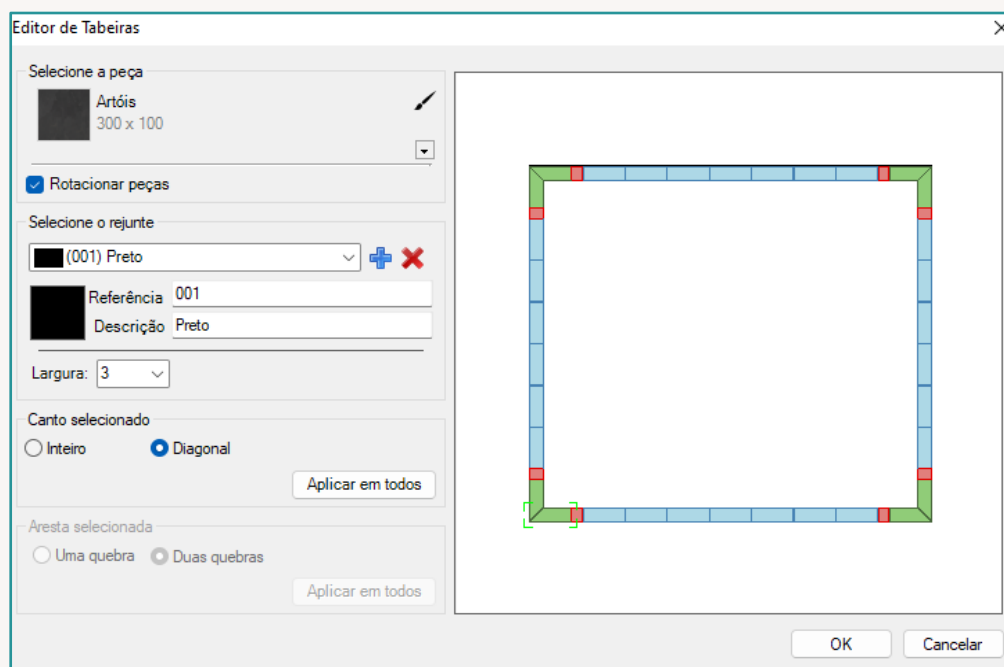 Editor de Tabeiras
Selecione a peça
Artóis
300 x 100
Rotacionar peças
Selecione o rejunte
(001) Preto
Referência 001
Descrição Preto
Largura: 3
Canto selecionado
Inteiro Diagonal
Aplicar em todos
Aresta selecionada
Uma quebra Duas quebras
Aplicar em todos
OK Cancelar